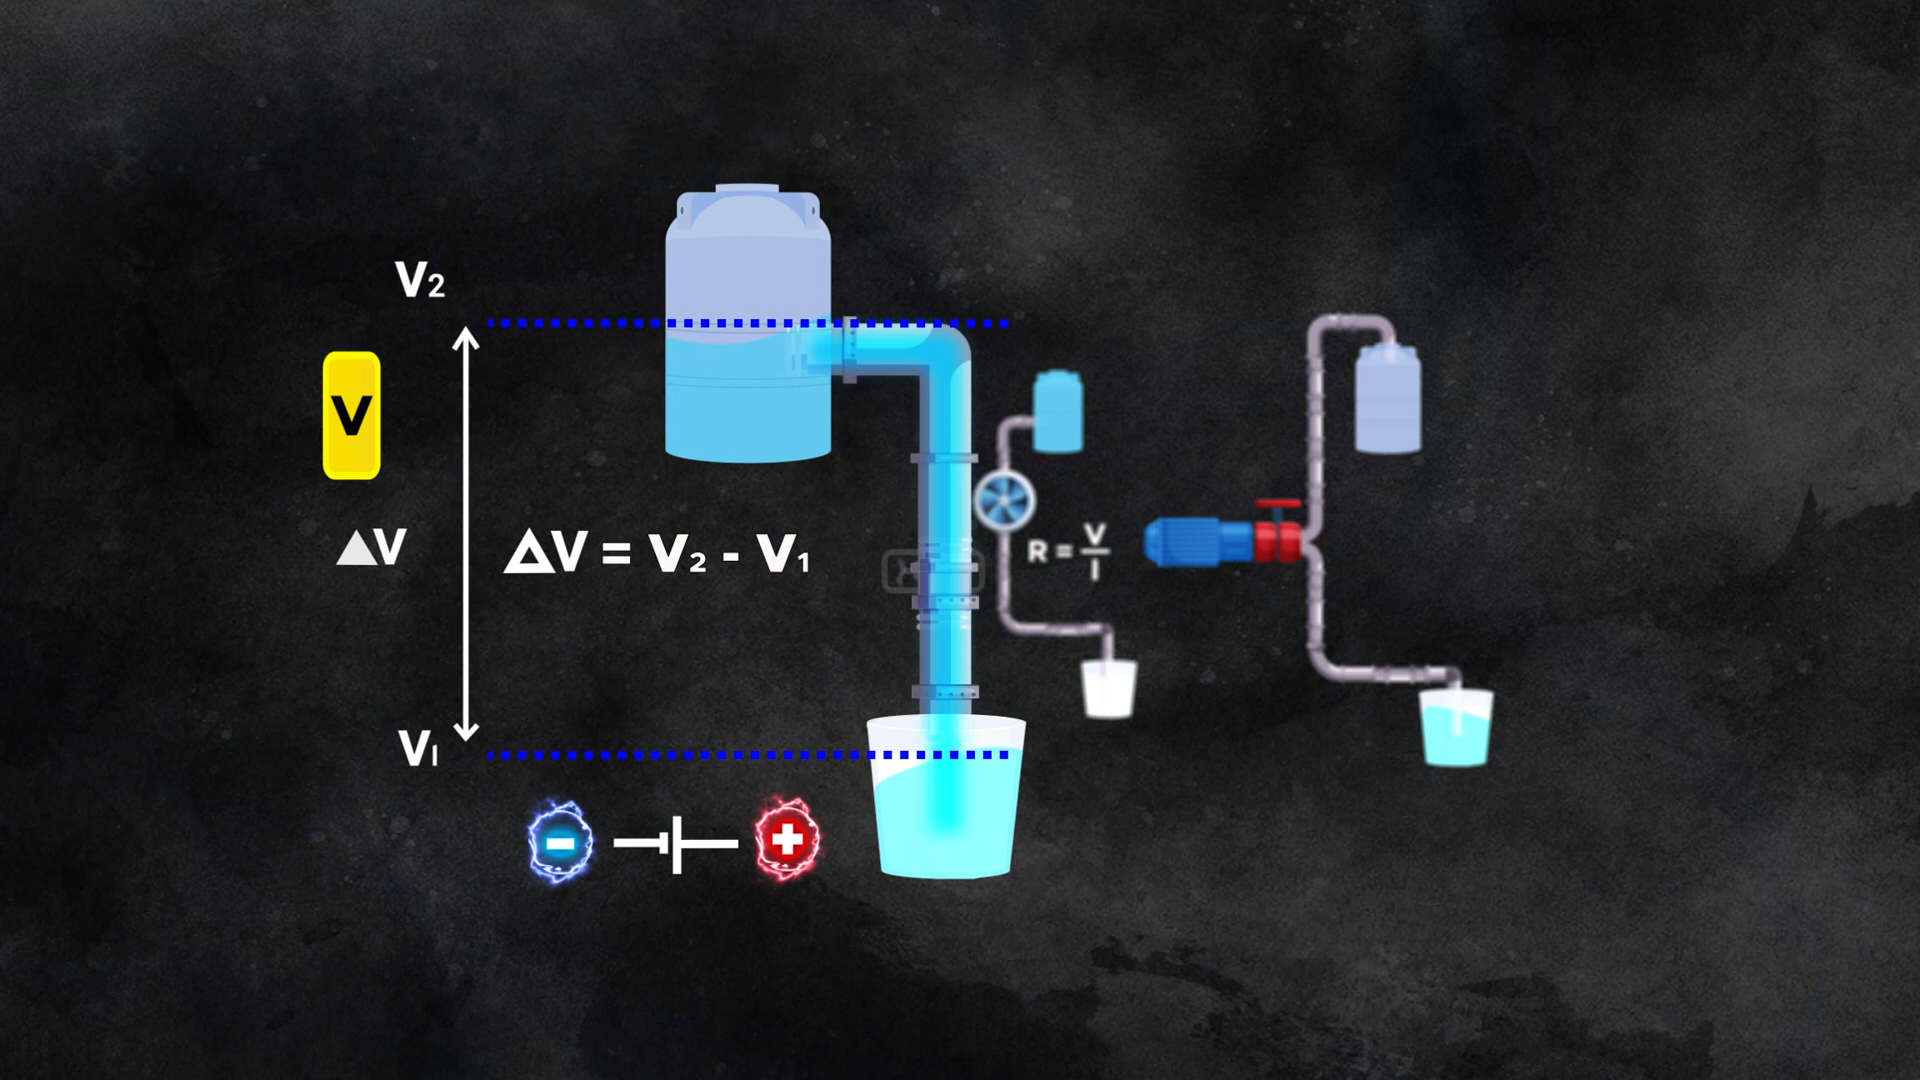 V2
V
ΔV
ΔV = V2 - V1
R = V
I
V1